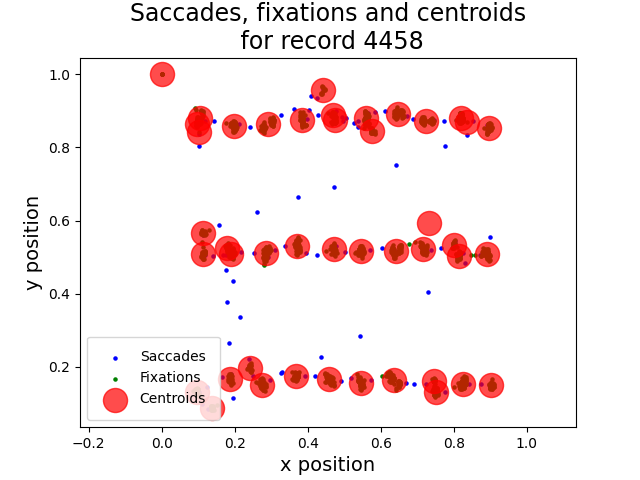 Saccades, fixations and centroids
for record 4458
y position
1.0
0.8
0.6
0.4
0.2
Saccades
Fixations
Centroids
−0.2
0.0
0.2
0.4
0.6
0.8
1.0
x position